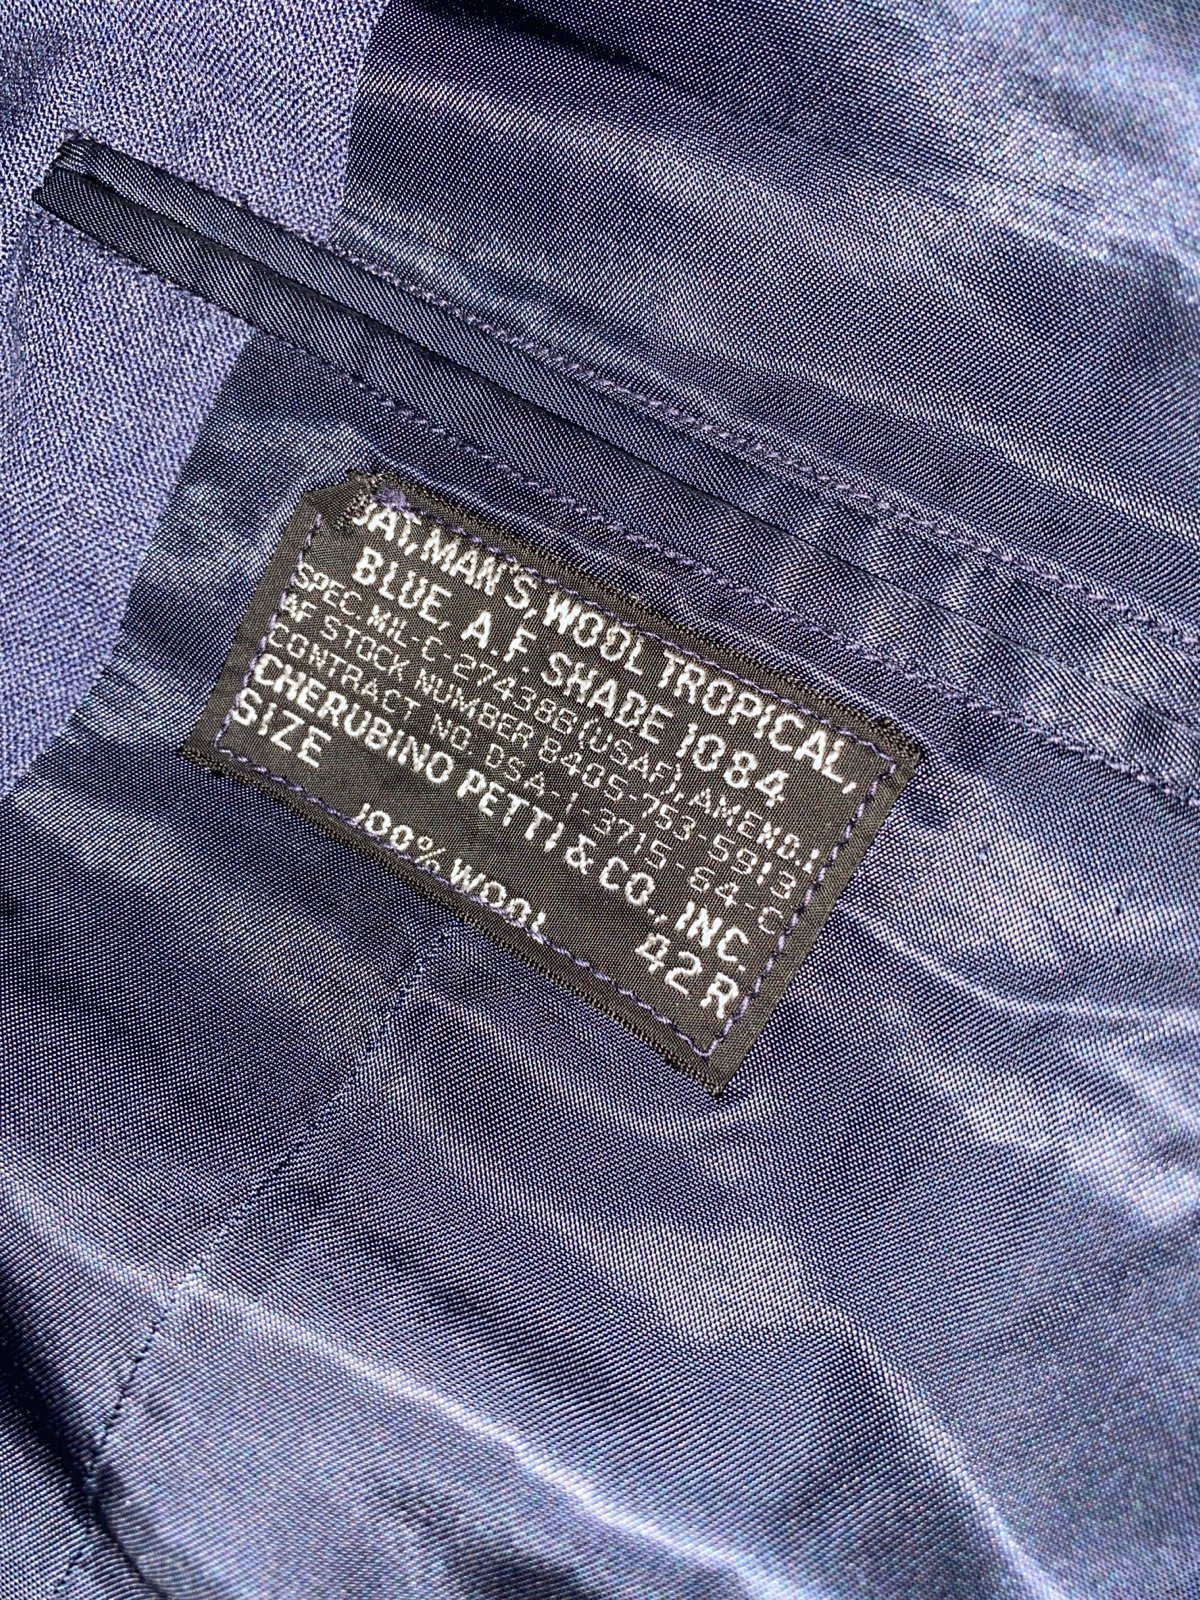 OAT, MAN'S, WOOL TROPICAL,
BLUE, A.F. SHADE 1084
SPEC. MIL-C-27438B(USAF), AMEND.1
AF STOCK NUMBER 8405-753-5913
CONTRACT NO. DSA-1-3715-64-C
CHERUBINO PETTI & CO., INC.
SIZE 42R
100% WOOL